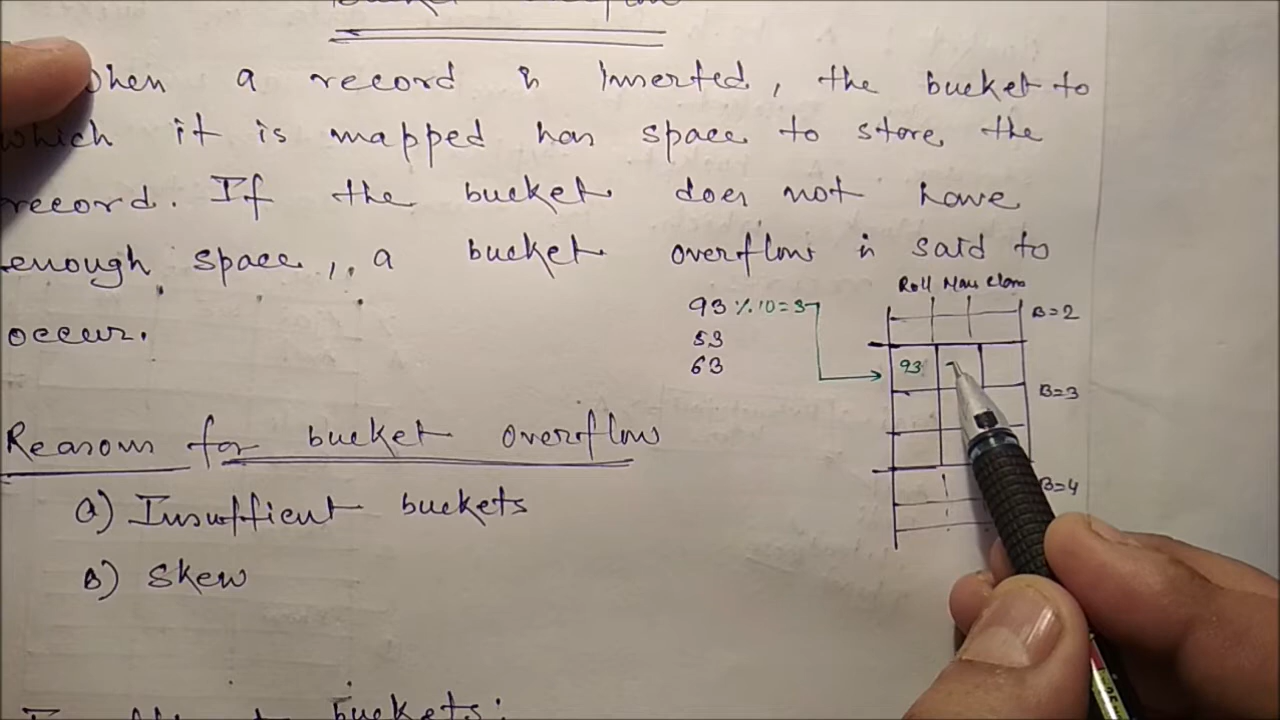 When a record is inserted, the bucket to
which it is mapped has space to store the
record. If the bucket does not have
enough space, a bucket overflow is said to
occur.
Roll Class
93 % 10 = 3
53
63
B=2
93
B=3
B=4
Reasons for bucket overflow
a) Insufficient buckets
B) Skew
buckets: